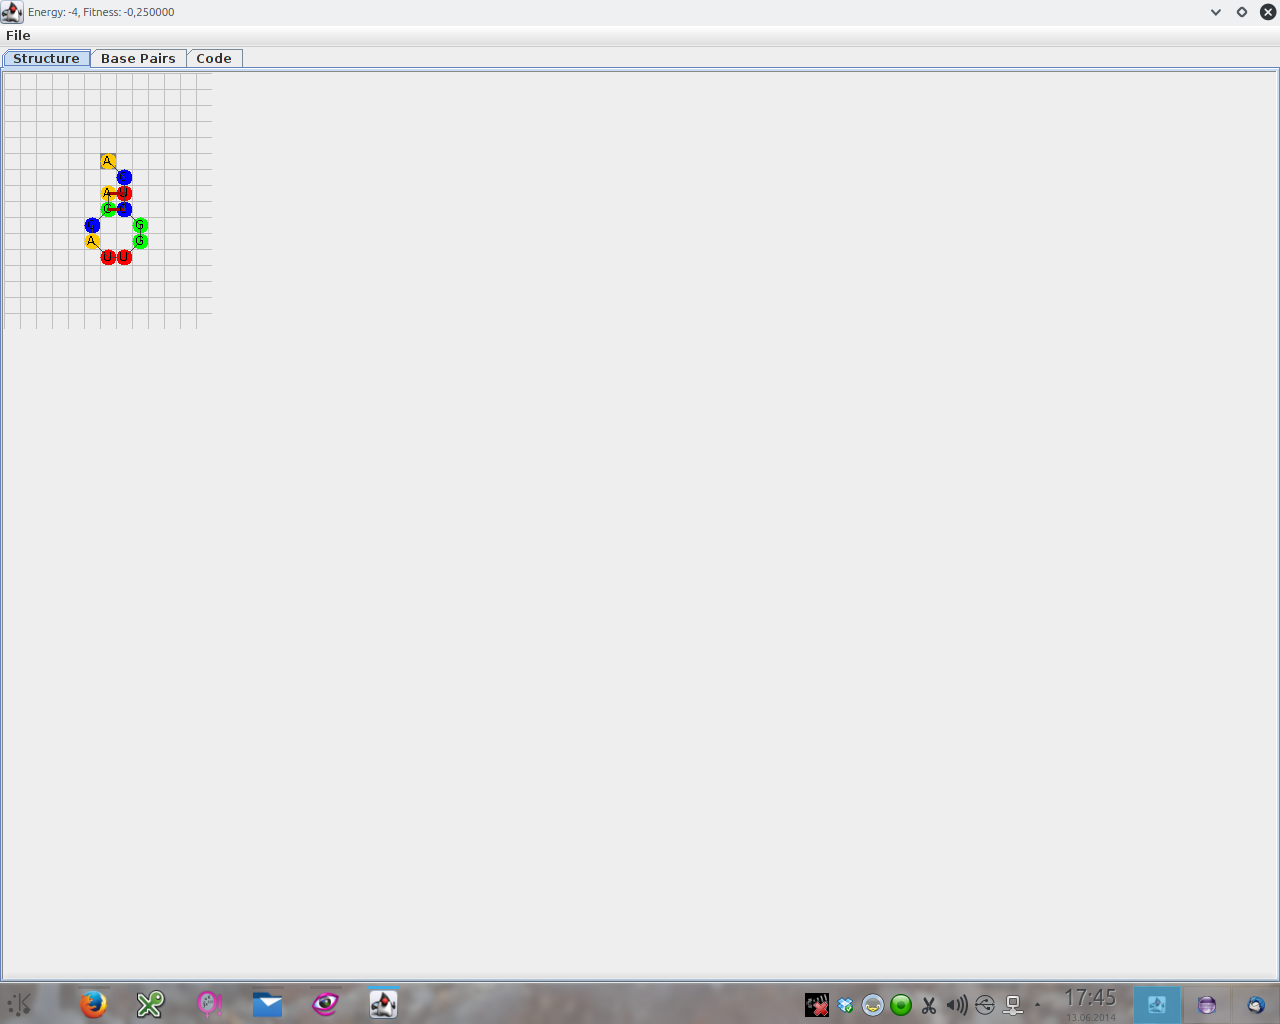 Energy: -4, Fitness: -0,250000
File
Structure Base Pairs Code
A
C
A U
G C
C G
A G
U U
17:45
13.06.2014